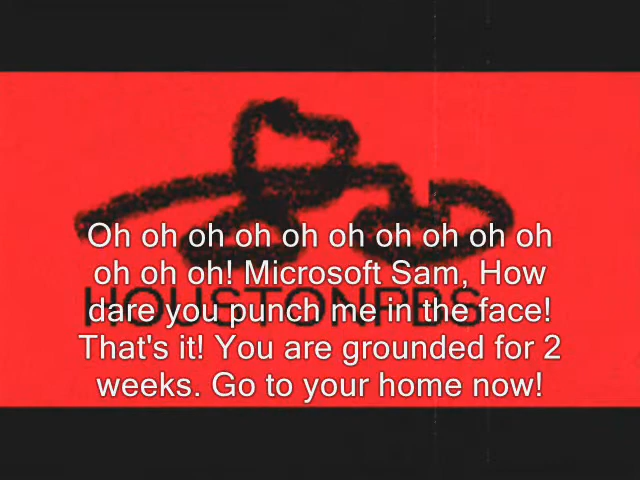 Oh oh oh oh oh oh oh oh oh oh
oh oh oh! Microsoft Sam, How
dare you punch me in the face!
That's it! You are grounded for 2
weeks. Go to your home now!
HOUSTONPBS